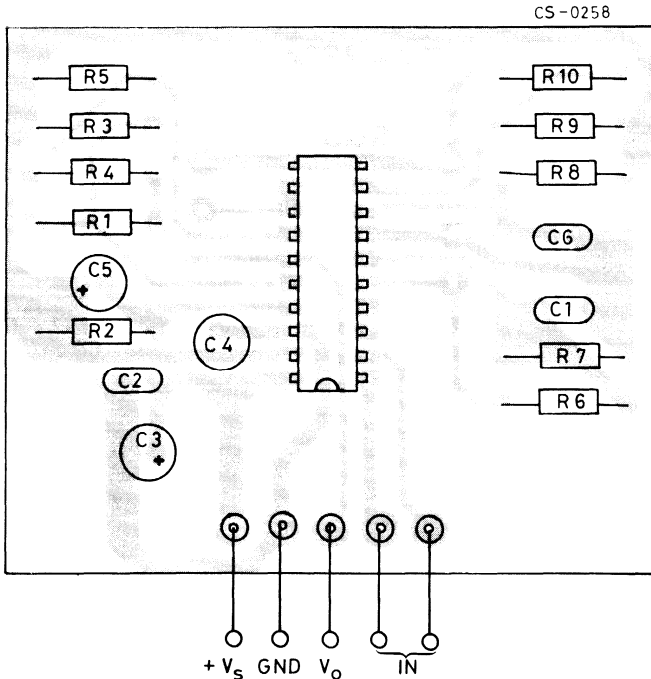 CS-0258
R5
R10
R3
R9
R4
R8
R1
C6
C5
+
C1
R2
C4
R7
C2
R6
C3
+
+ Vs GND Vo IN